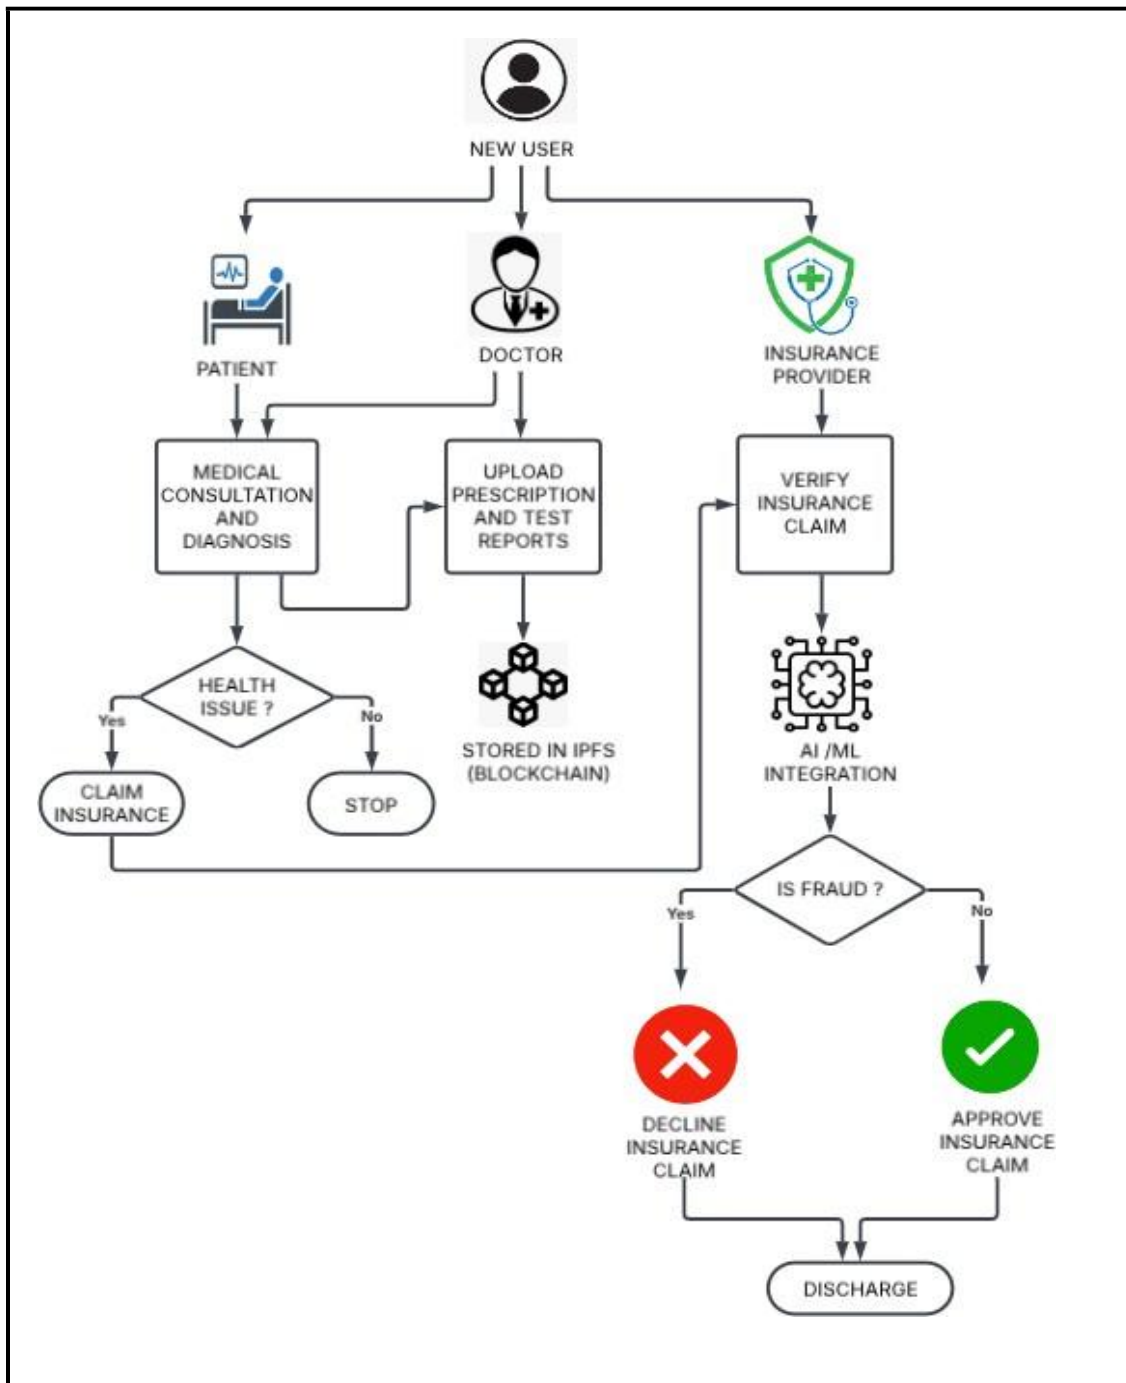 NEW USER
PATIENT
DOCTOR
INSURANCE
PROVIDER
MEDICAL
CONSULTATION
AND
DIAGNOSIS
UPLOAD
PRESCRIPTION
AND TEST
REPORTS
VERIFY
INSURANCE
CLAIM
HEALTH
ISSUE ?
Yes
No
CLAIM
INSURANCE
STOP
STORED IN IPFS
(BLOCKCHAIN)
AI /ML
INTEGRATION
IS FRAUD ?
Yes
No
DECLINE
INSURANCE
CLAIM
APPROVE
INSURANCE
CLAIM
DISCHARGE